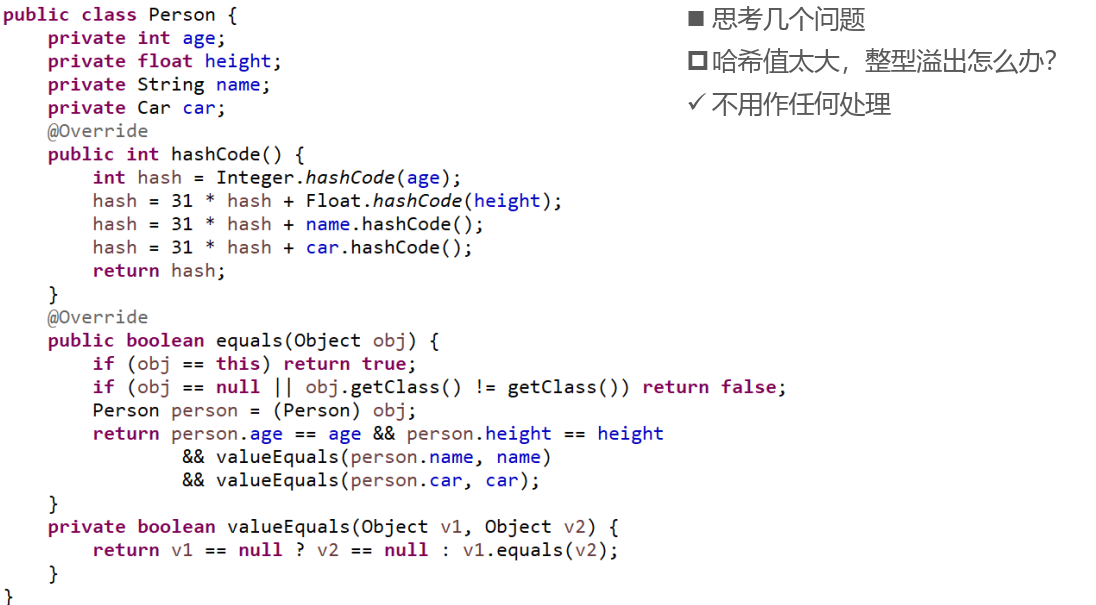 public class Person {
    private int age;
    private float height;
    private String name;
    private Car car;
    @Override
    public int hashCode() {
        int hash = Integer.hashCode(age);
        hash = 31 * hash + Float.hashCode(height);
        hash = 31 * hash + name.hashCode();
        hash = 31 * hash + car.hashCode();
        return hash;
    }
    @Override
    public boolean equals(Object obj) {
        if (obj == this) return true;
        if (obj == null || obj.getClass() != getClass()) return false;
        Person person = (Person) obj;
        return person.age == age && person.height == height
                && valueEquals(person.name, name)
                && valueEquals(person.car, car);
    }
    private boolean valueEquals(Object v1, Object v2) {
        return v1 == null ? v2 == null : v1.equals(v2);
    }
}
■ 思考几个问题
◘ 哈希值太大，整型溢出怎么办?
✓ 不用作任何处理